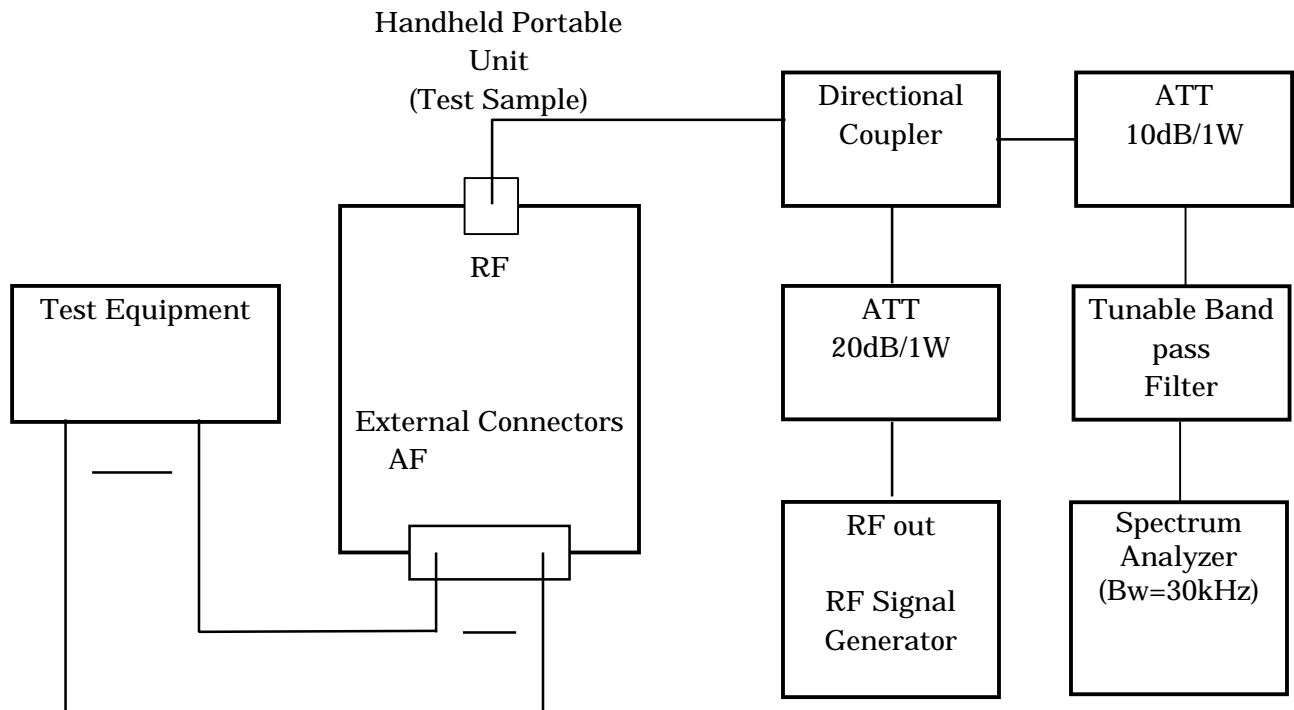 Handheld Portable
Unit
(Test Sample)
Directional
Coupler
ATT
10dB/1W
RF
Test Equipment
ATT
20dB/1W
Tunable Band
pass
Filter
External Connectors
AF
RF out
RF Signal
Generator
Spectrum
Analyzer
(Bw=30kHz)